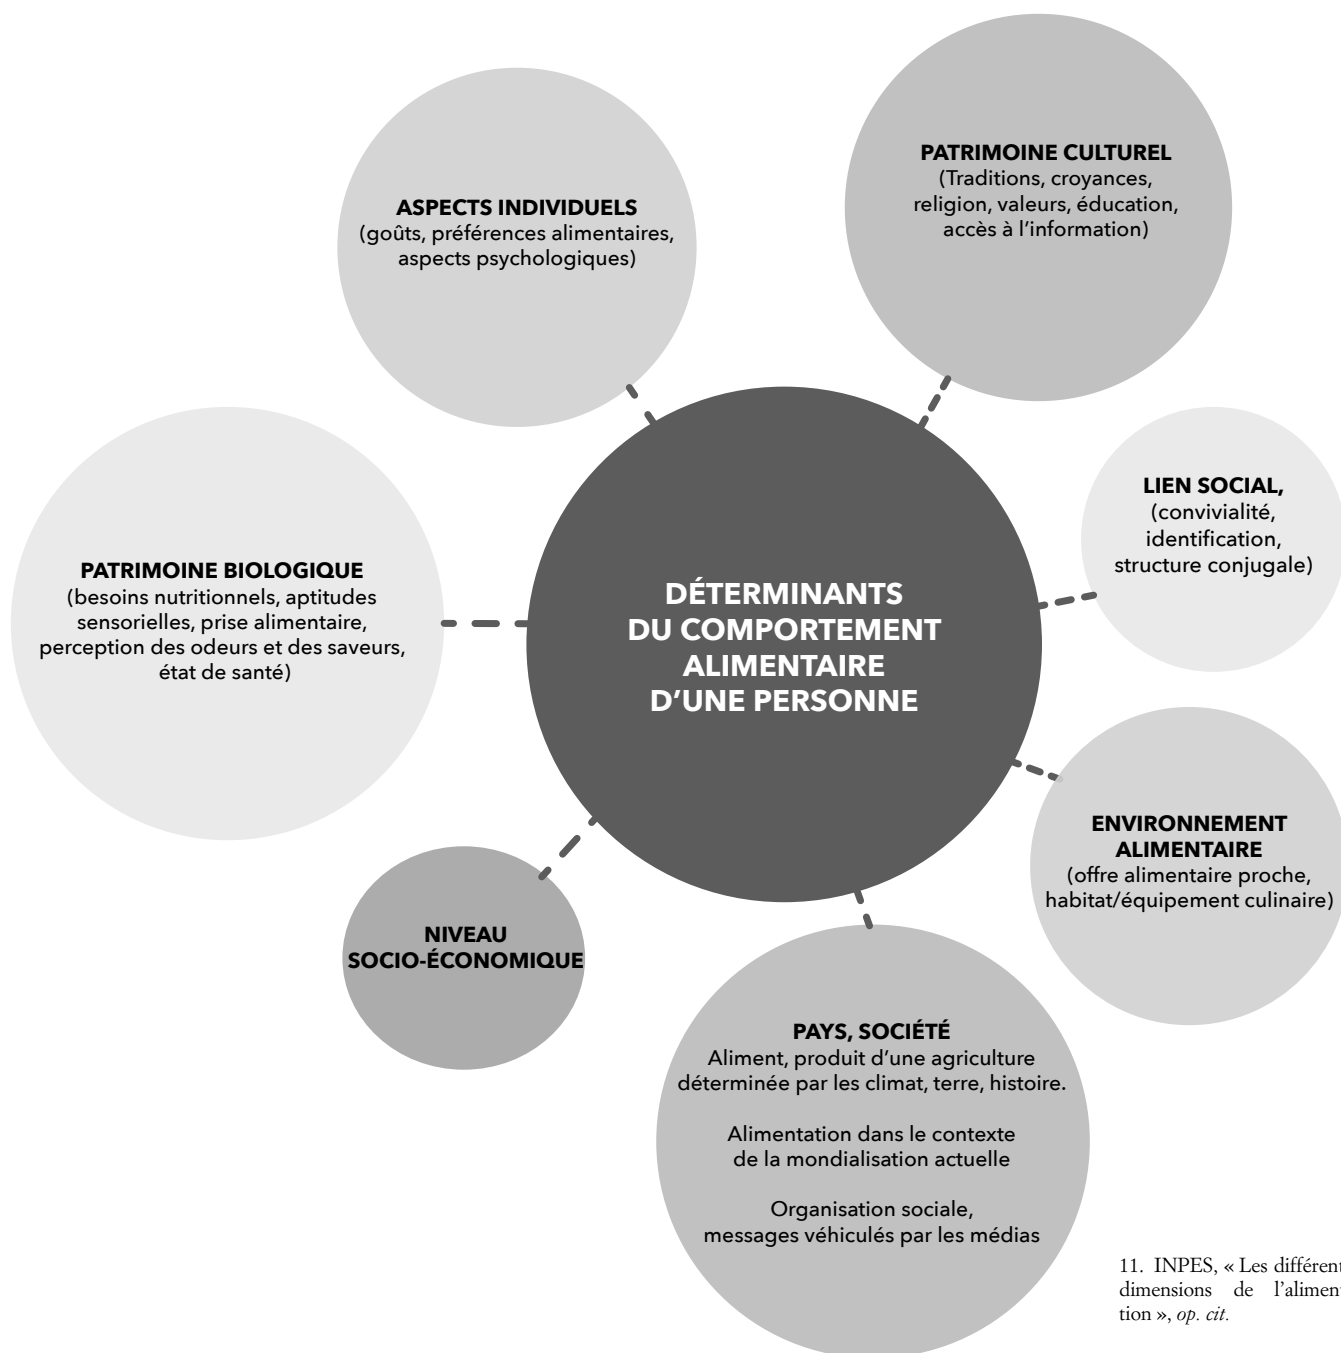 PATRIMOINE CULTUREL
(Traditions, croyances,
religion, valeurs, éducation,
accès à l’information)
ASPECTS INDIVIDUELS
(goûts, préférences alimentaires,
aspects psychologiques)
LIEN SOCIAL,
(convivialité,
identification,
structure conjugale)
PATRIMOINE BIOLOGIQUE
(besoins nutritionnels, aptitudes
sensorielles, prise alimentaire,
perception des odeurs et des saveurs,
état de santé)
DÉTERMINANTS
DU COMPORTEMENT
ALIMENTAIRE
D’UNE PERSONNE
ENVIRONNEMENT
ALIMENTAIRE
(offre alimentaire proche,
habitat/équipement culinaire)
NIVEAU
SOCIO-ÉCONOMIQUE
PAYS, SOCIÉTÉ
Aliment, produit d’une agriculture
déterminée par les climat, terre, histoire.
Alimentation dans le contexte
de la mondialisation actuelle
Organisation sociale,
messages véhiculés par les médias
11. INPES, « Les différent
dimensions de l’aliment
tion », op. cit.